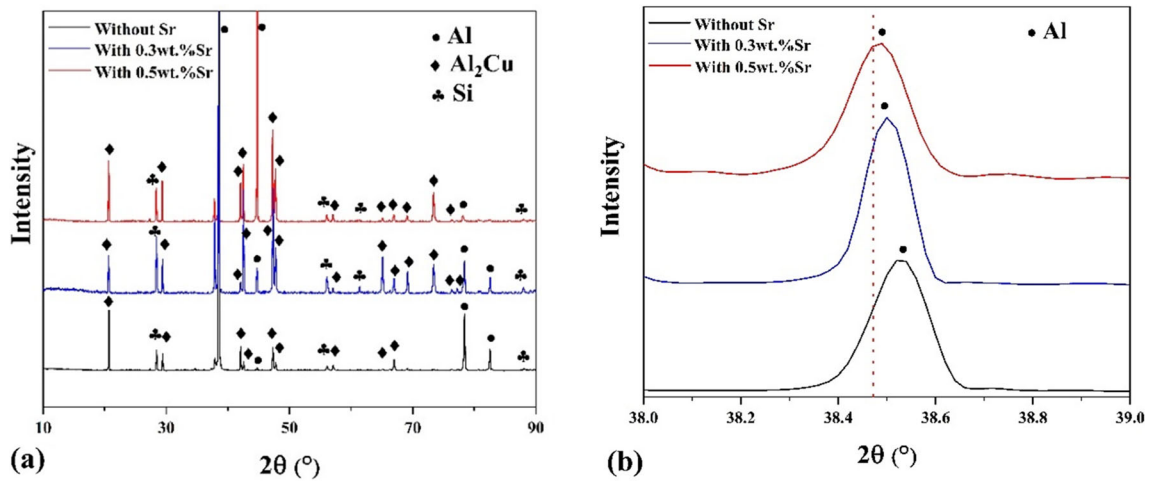 Without Sr
With 0.3wt.%Sr
With 0.5wt.%Sr
Al
Al₂Cu
Si
Intensity
10
30
50
70
90
2θ (°)
(a)
Without Sr
With 0.3wt.%Sr
With 0.5wt.%Sr
Al
Intensity
38.0
38.2
38.4
38.6
38.8
39.0
2θ (°)
(b)